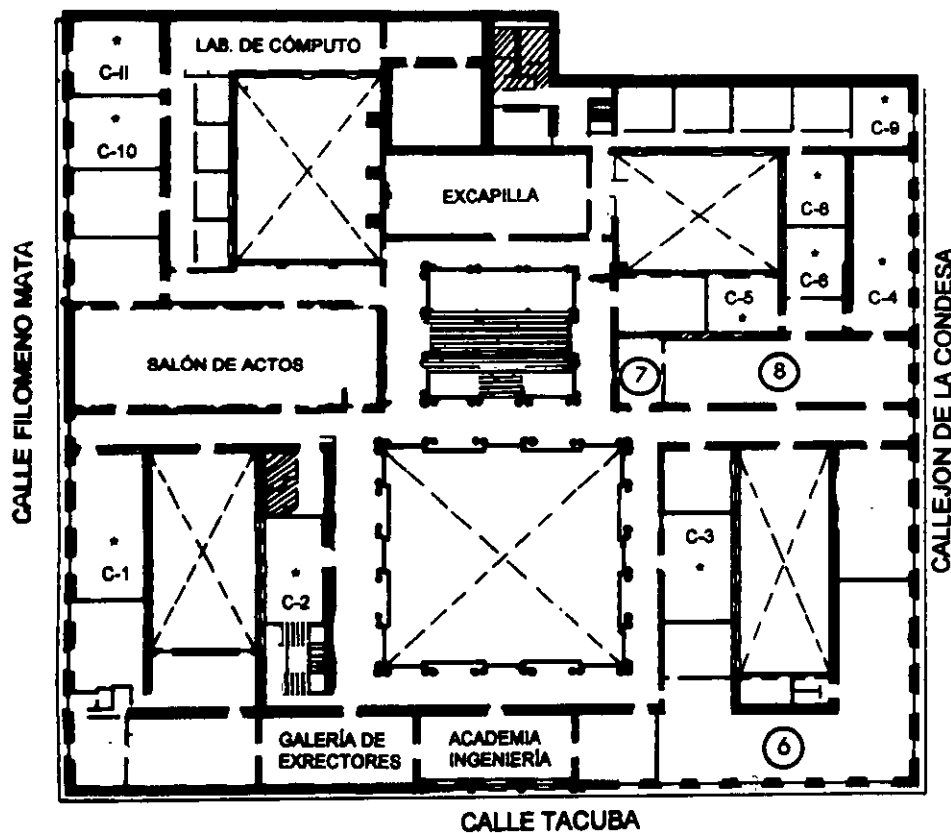 LAB. DE CÓMPUTO
C-II
C-10
C-9
EXCAPILLA
C-8
C-6
C-5
C-4
SALÓN DE ACTOS
7
8
CALLE FILOMENO MATA
CALLEJON DE LA CONDESA
C-1
C-2
C-3
GALERÍA DE
EXRECTORES
ACADEMIA
INGENIERÍA
6
CALLE TACUBA